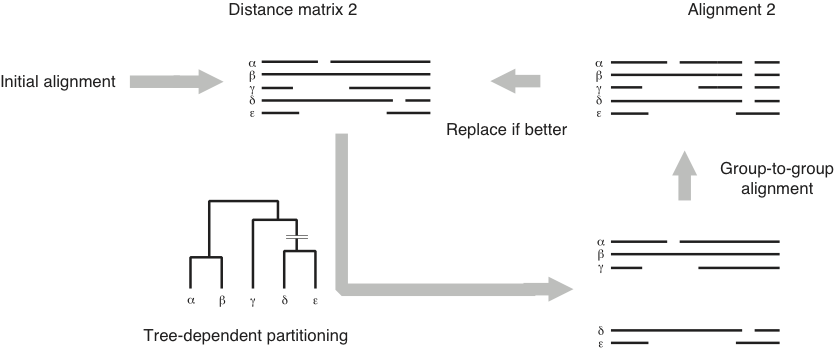 Distance matrix 2
Alignment 2
Initial alignment
α
β
γ
δ
ε
α
β
γ
δ
ε
Replace if better
Group-to-group
alignment
α
β
γ
δ
ε
α β γ δ ε
Tree-dependent partitioning